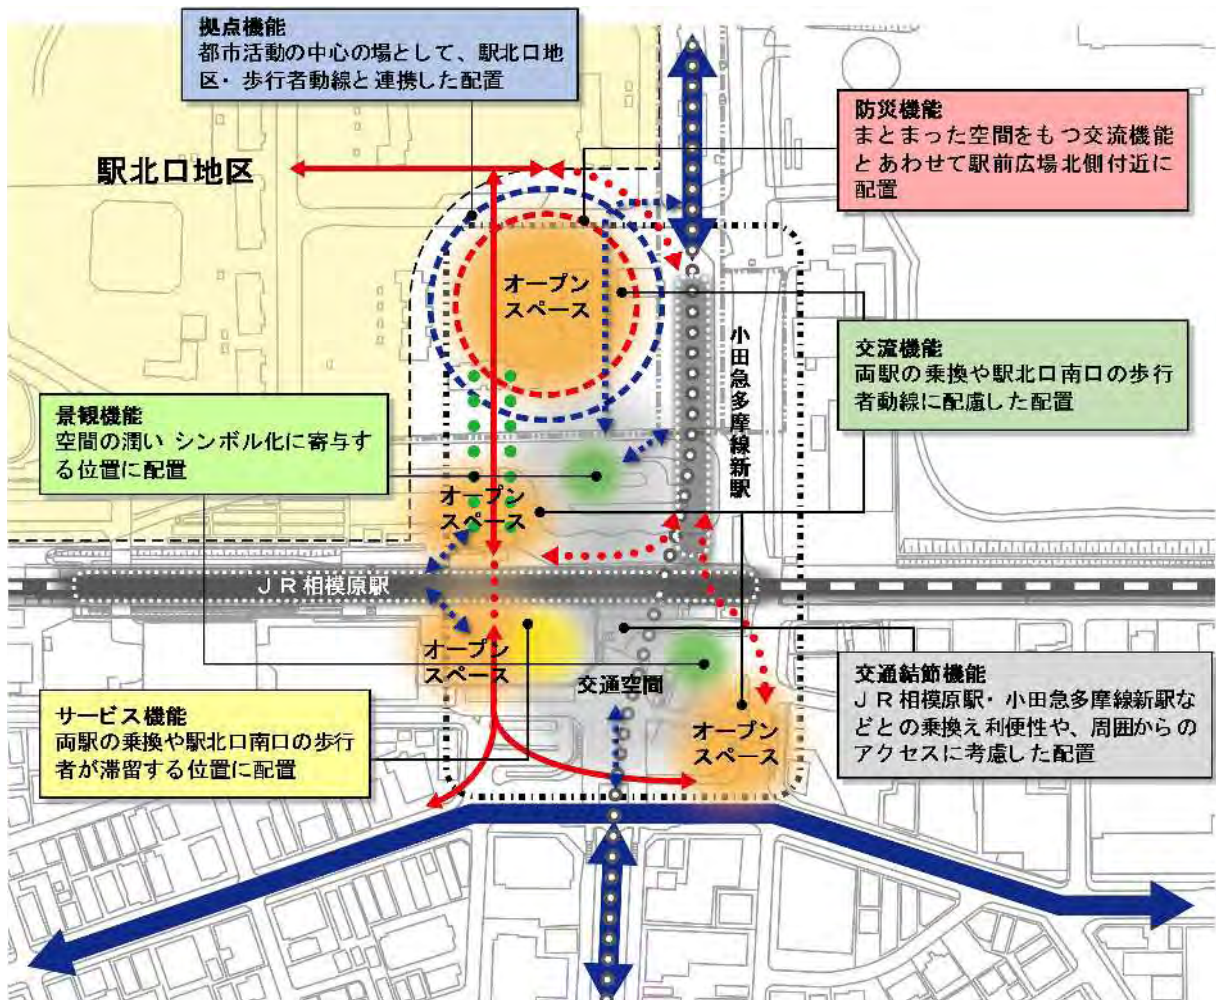 拠点機能
都市活動の中心の場として、駅北口地
区・歩行者動線と連携した配置
防災機能
まとまった空間をもつ交流機能
とあわせて駅前広場北側付近に
配置
駅北口地区
オープン
スペース
小田急多摩線新駅
交流機能
両駅の乗換や駅北口南口の歩行
者動線に配慮した配置
景観機能
空間の潤い シンボル化に寄与す
る位置に配置
オープン
スペース
ＪＲ相模原駅
オープン
スペース
交通空間
交通結節機能
ＪＲ相模原駅・小田急多摩線新駅な
どとの乗換え利便性や、周囲からの
アクセスに考慮した配置
サービス機能
両駅の乗換や駅北口南口の歩行
者が滞留する位置に配置
オープン
スペース